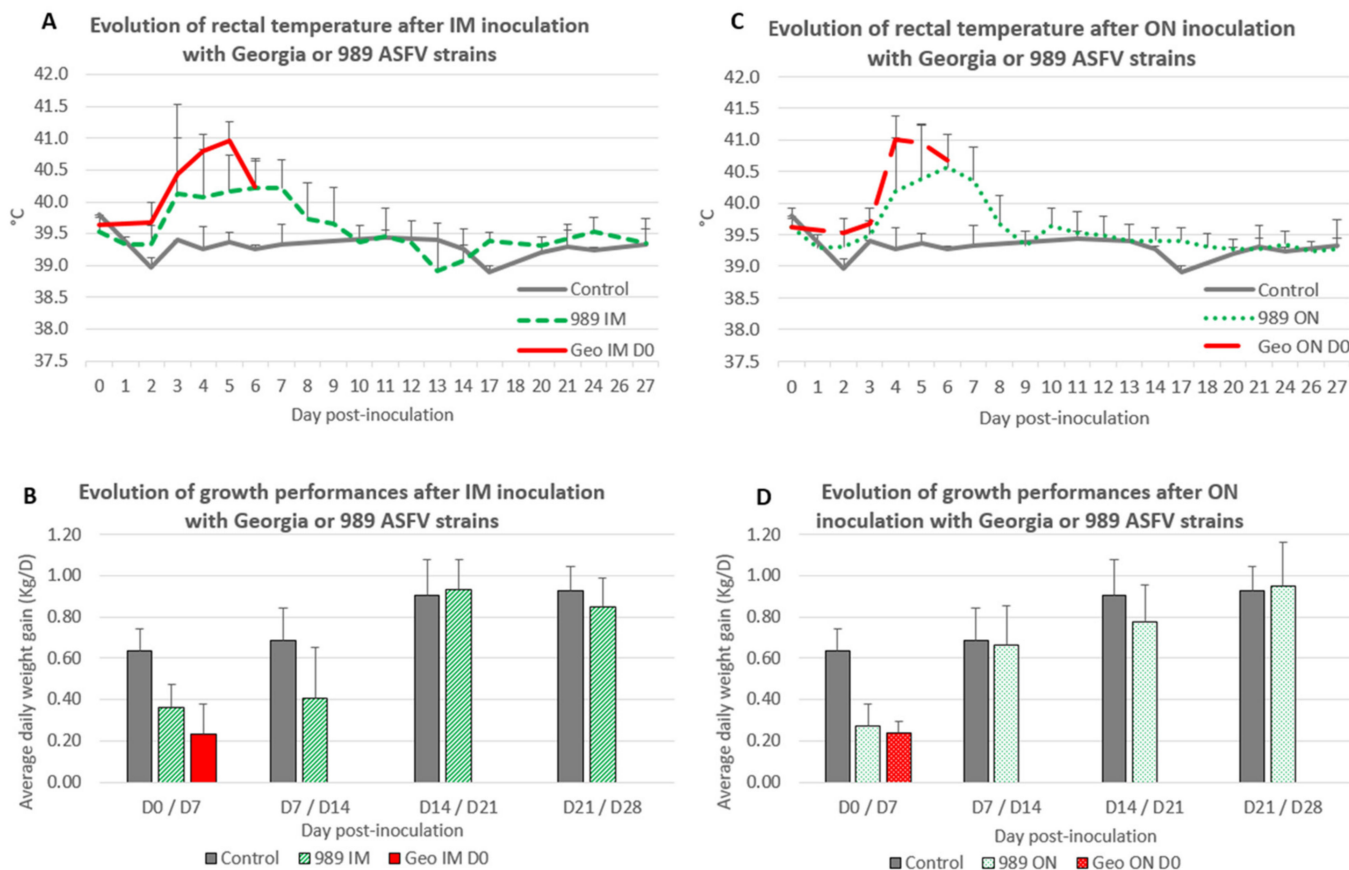 A
Evolution of rectal temperature after IM inoculation
with Georgia or 989 ASFV strains
°C
42.0
41.5
41.0
40.5
40.0
39.5
39.0
38.5
38.0
37.5
Control
989 IM
Geo IM D0
0 1 2 3 4 5 6 7 8 9 10 11 12 13 14 17 18 20 21 24 26 27
Day post-inoculation
C
Evolution of rectal temperature after ON inoculation
with Georgia or 989 ASFV strains
°C
42.0
41.5
41.0
40.5
40.0
39.5
39.0
38.5
38.0
37.5
Control
989 ON
Geo ON D0
0 1 2 3 4 5 6 7 8 9 10 11 12 13 14 17 18 20 21 24 26 27
Day post-inoculation
B
Evolution of growth performances after IM inoculation
with Georgia or 989 ASFV strains
Average daily weight gain (Kg/D)
1.20
1.00
0.80
0.60
0.40
0.20
0.00
D0 / D7 D7 / D14 D14 / D21 D21 / D28
Day post-inoculation
Control 989 IM Geo IM D0
D
Evolution of growth performances after ON
inoculation with Georgia or 989 ASFV strains
Average daily weight gain (Kg/D)
1.20
1.00
0.80
0.60
0.40
0.20
0.00
D0 / D7 D7 / D14 D14 / D21 D21 / D28
Day post-inoculation
Control 989 ON Geo ON D0